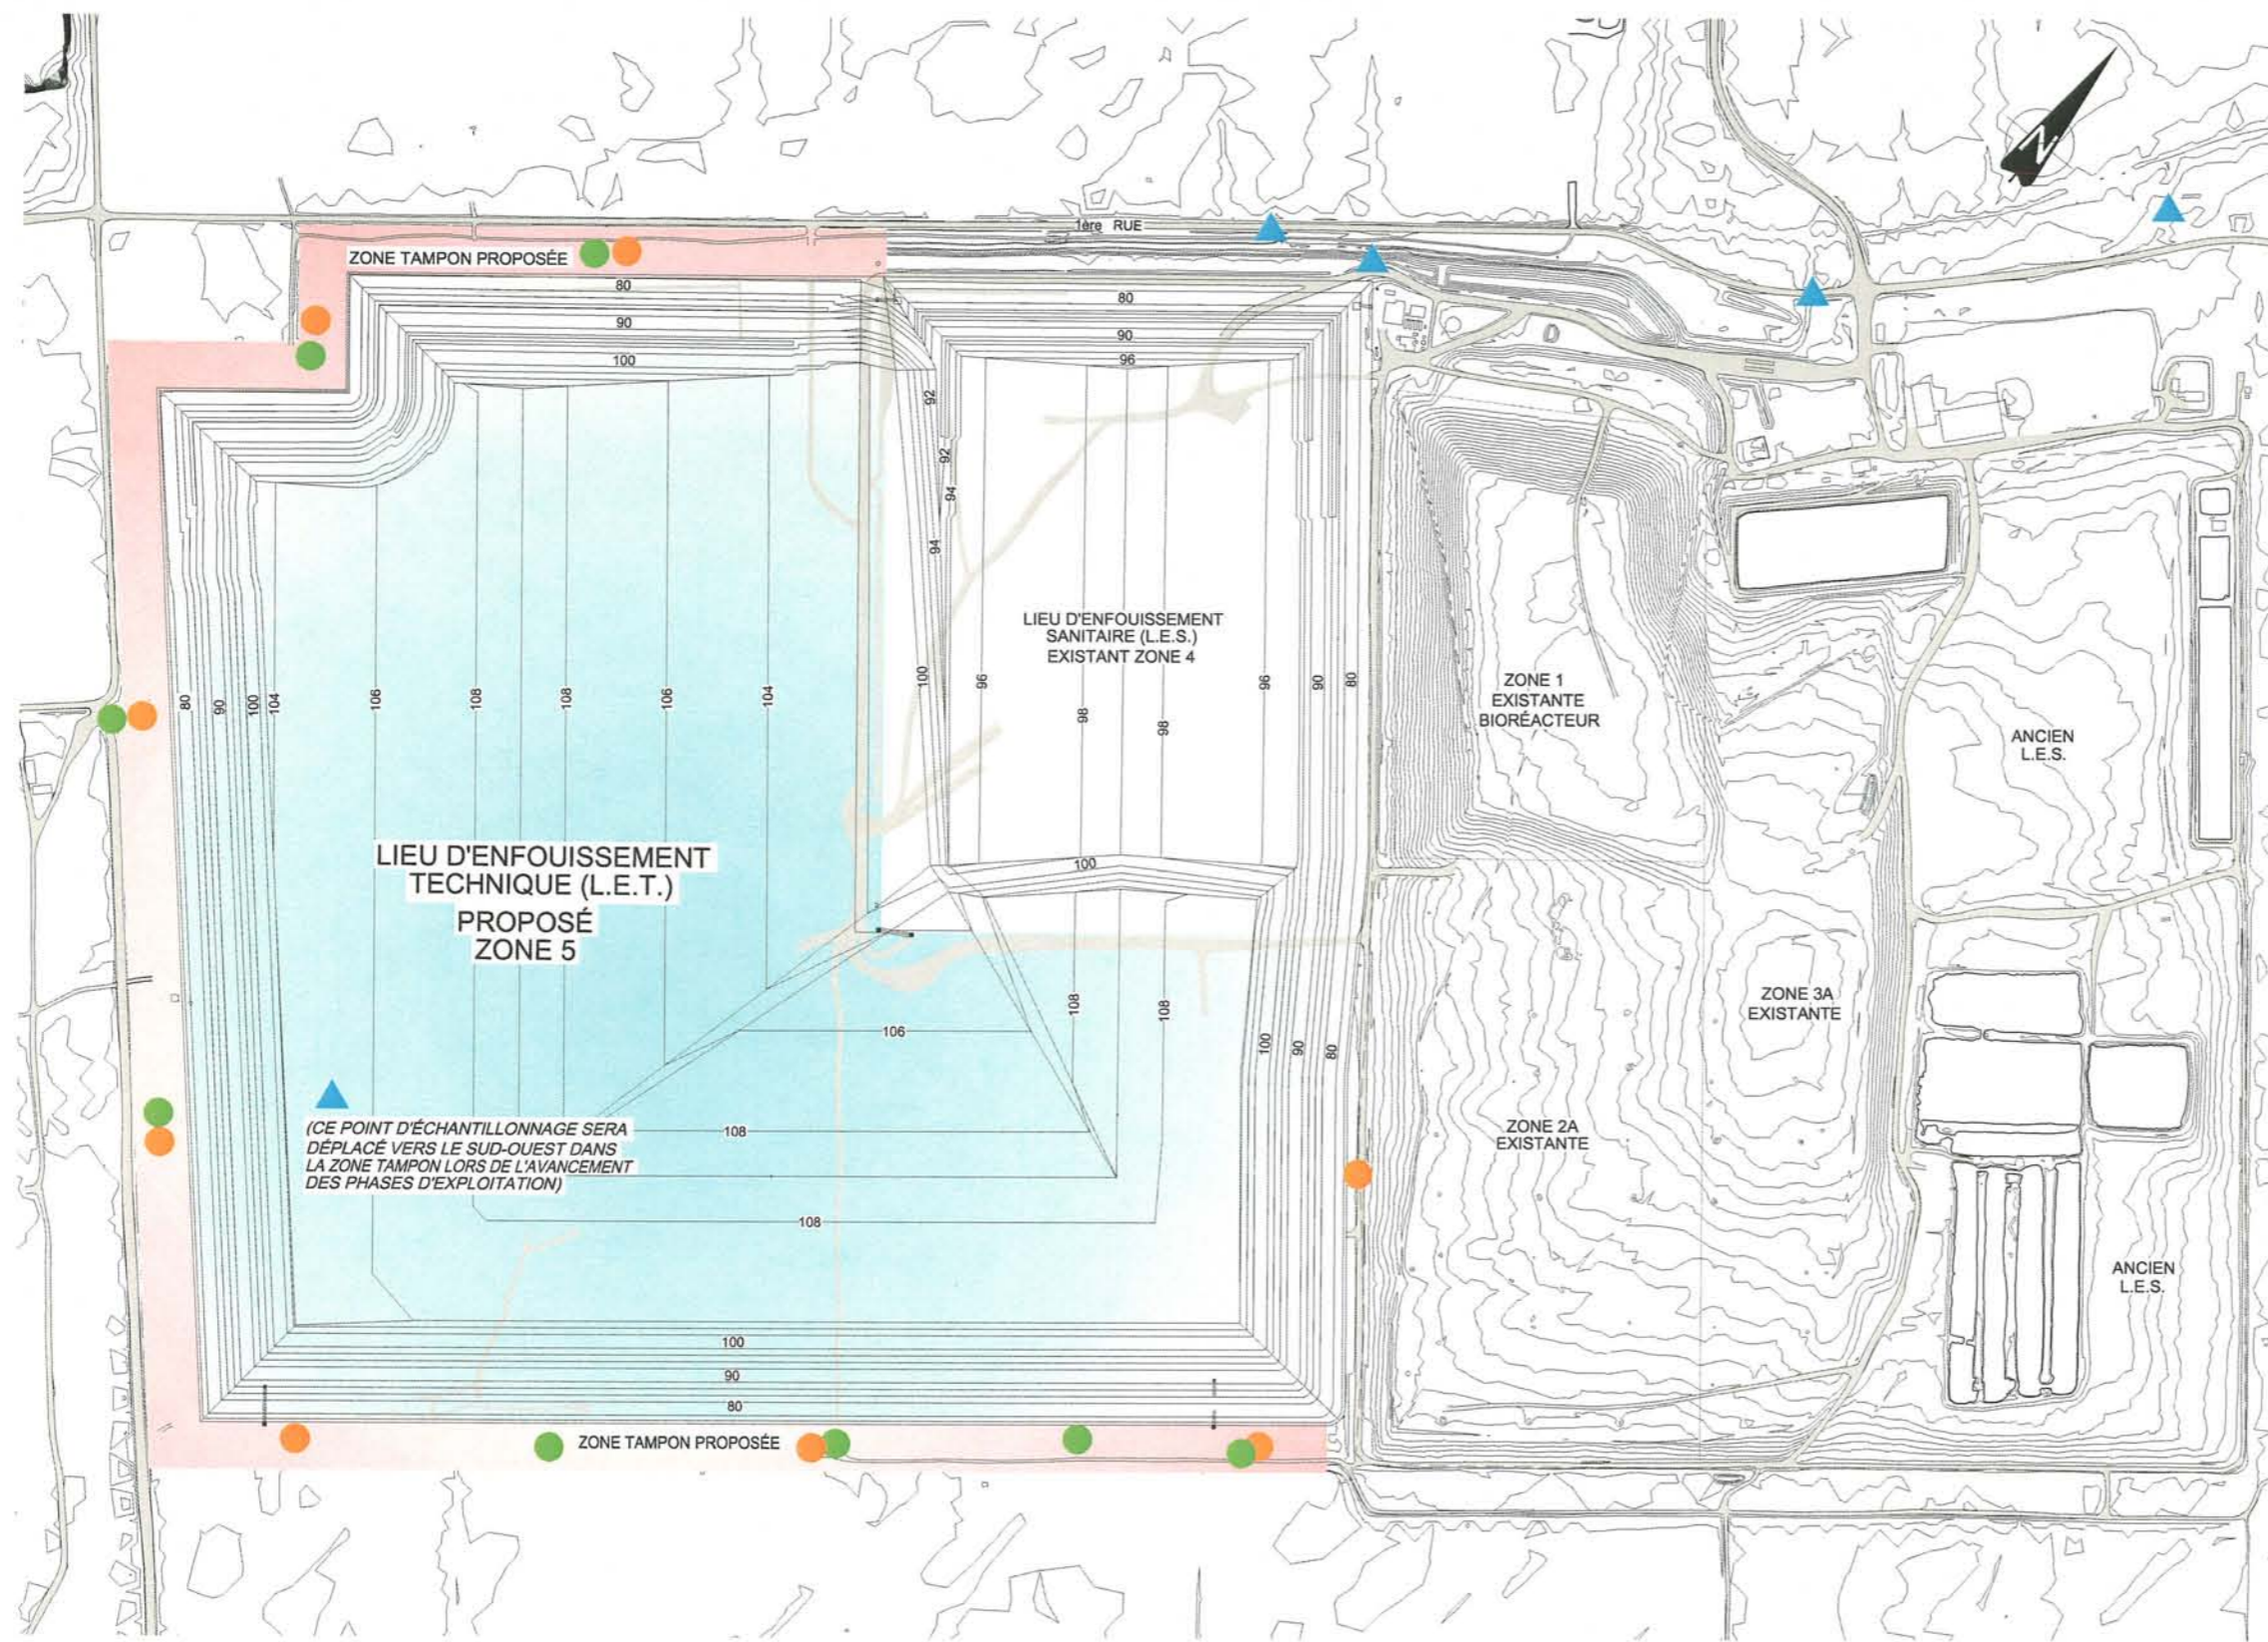 N
1ère RUE
ZONE TAMPON PROPOSÉE
80
90
100
80
90
96
92
92
94
94
LIEU D'ENFOUISSEMENT
SANITAIRE (L.E.S.)
EXISTANT ZONE 4
80
90
100
104
106
108
108
106
104
100
96
98
98
96
90
80
ZONE 1
EXISTANTE
BIORÉACTEUR
ANCIEN
L.E.S.
LIEU D'ENFOUISSEMENT
TECHNIQUE (L.E.T.)
PROPOSÉ
ZONE 5
100
106
108
108
100
90
80
ZONE 3A
EXISTANTE
ZONE 2A
EXISTANTE
(CE POINT D'ÉCHANTILLONNAGE SERA
DÉPLACÉ VERS LE SUD-OUEST DANS
LA ZONE TAMPON LORS DE L'AVANCEMENT
DES PHASES D'EXPLOITATION)
108
108
ANCIEN
L.E.S.
100
90
80
ZONE TAMPON PROPOSÉE